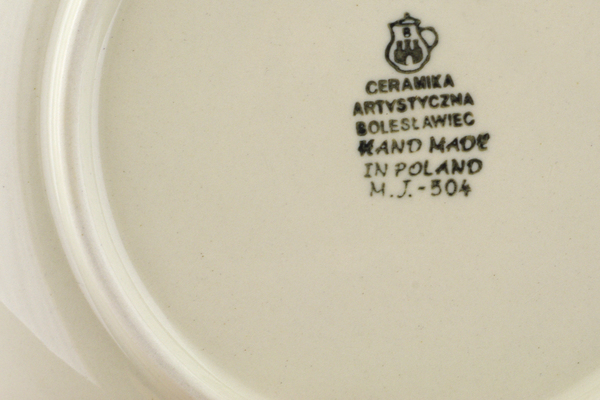 B
CERAMIKA
ARTYSTYCZNA
BOLESŁAWIEC
HAND MADE
IN POLAND
M.J.-504